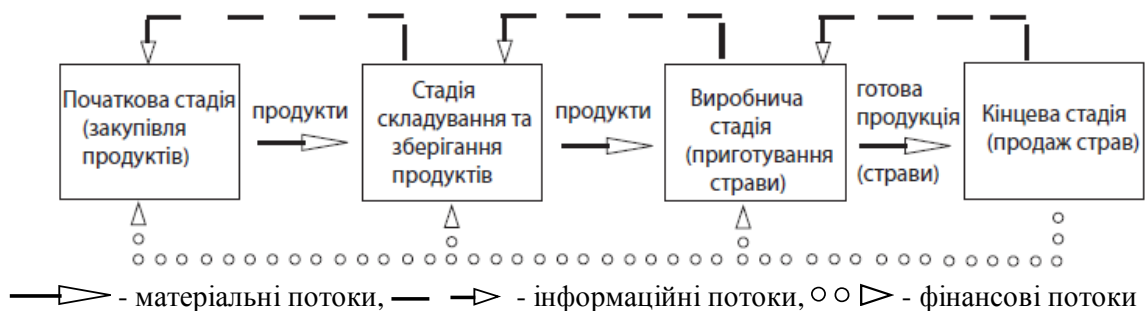 Початкова стадія
(закупівля
продуктів)
продукти
Стадія
складування та
зберігання
продуктів
продукти
Виробнича
стадія
(приготування
страви)
готова
продукція
(страви)
Кінцева стадія
(продаж страв)
- матеріальні потоки, - інформаційні потоки, - фінансові потоки